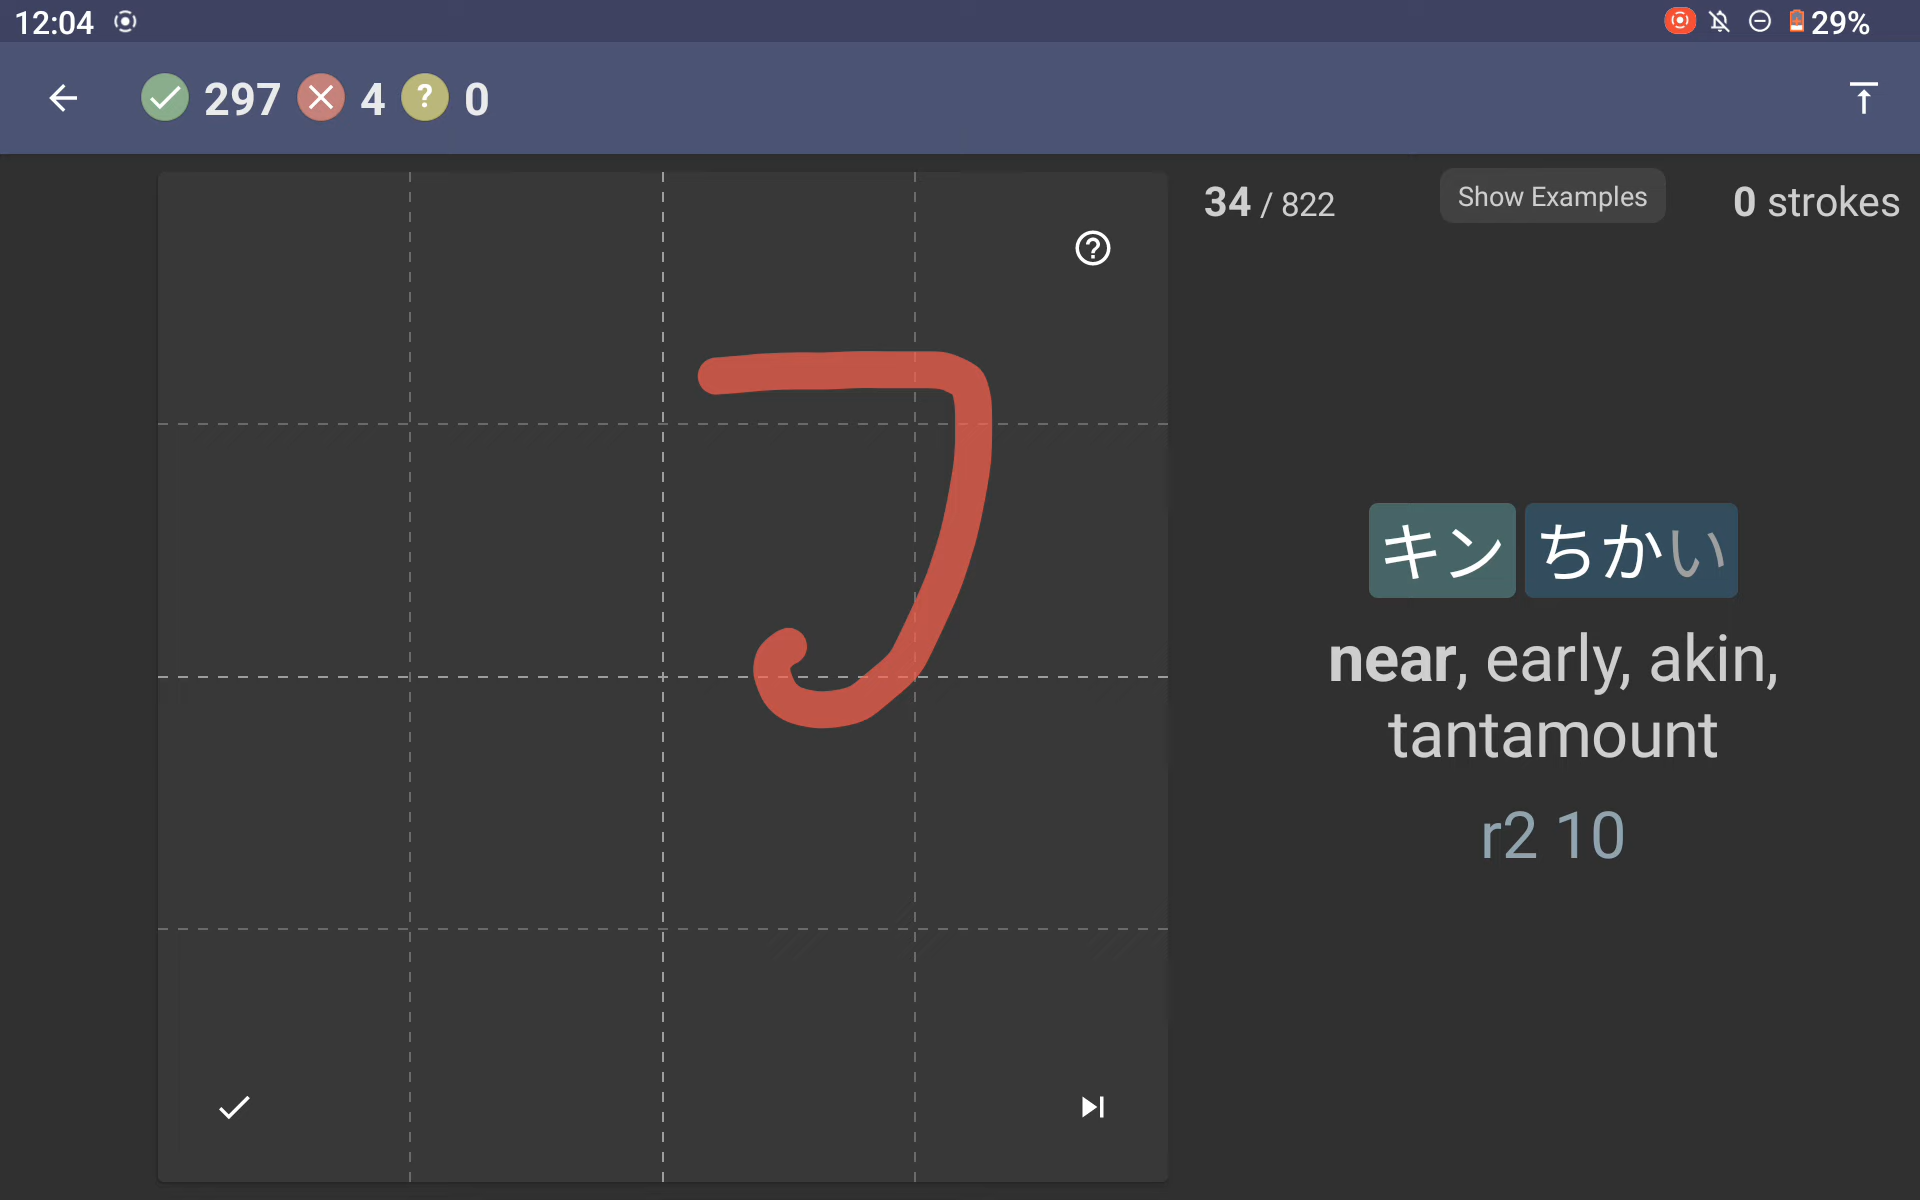 12:04 29%
297 4 ? 0
34 / 822 Show Examples 0 strokes
キン ちかい
near, early, akin,
tantamount
r2 10